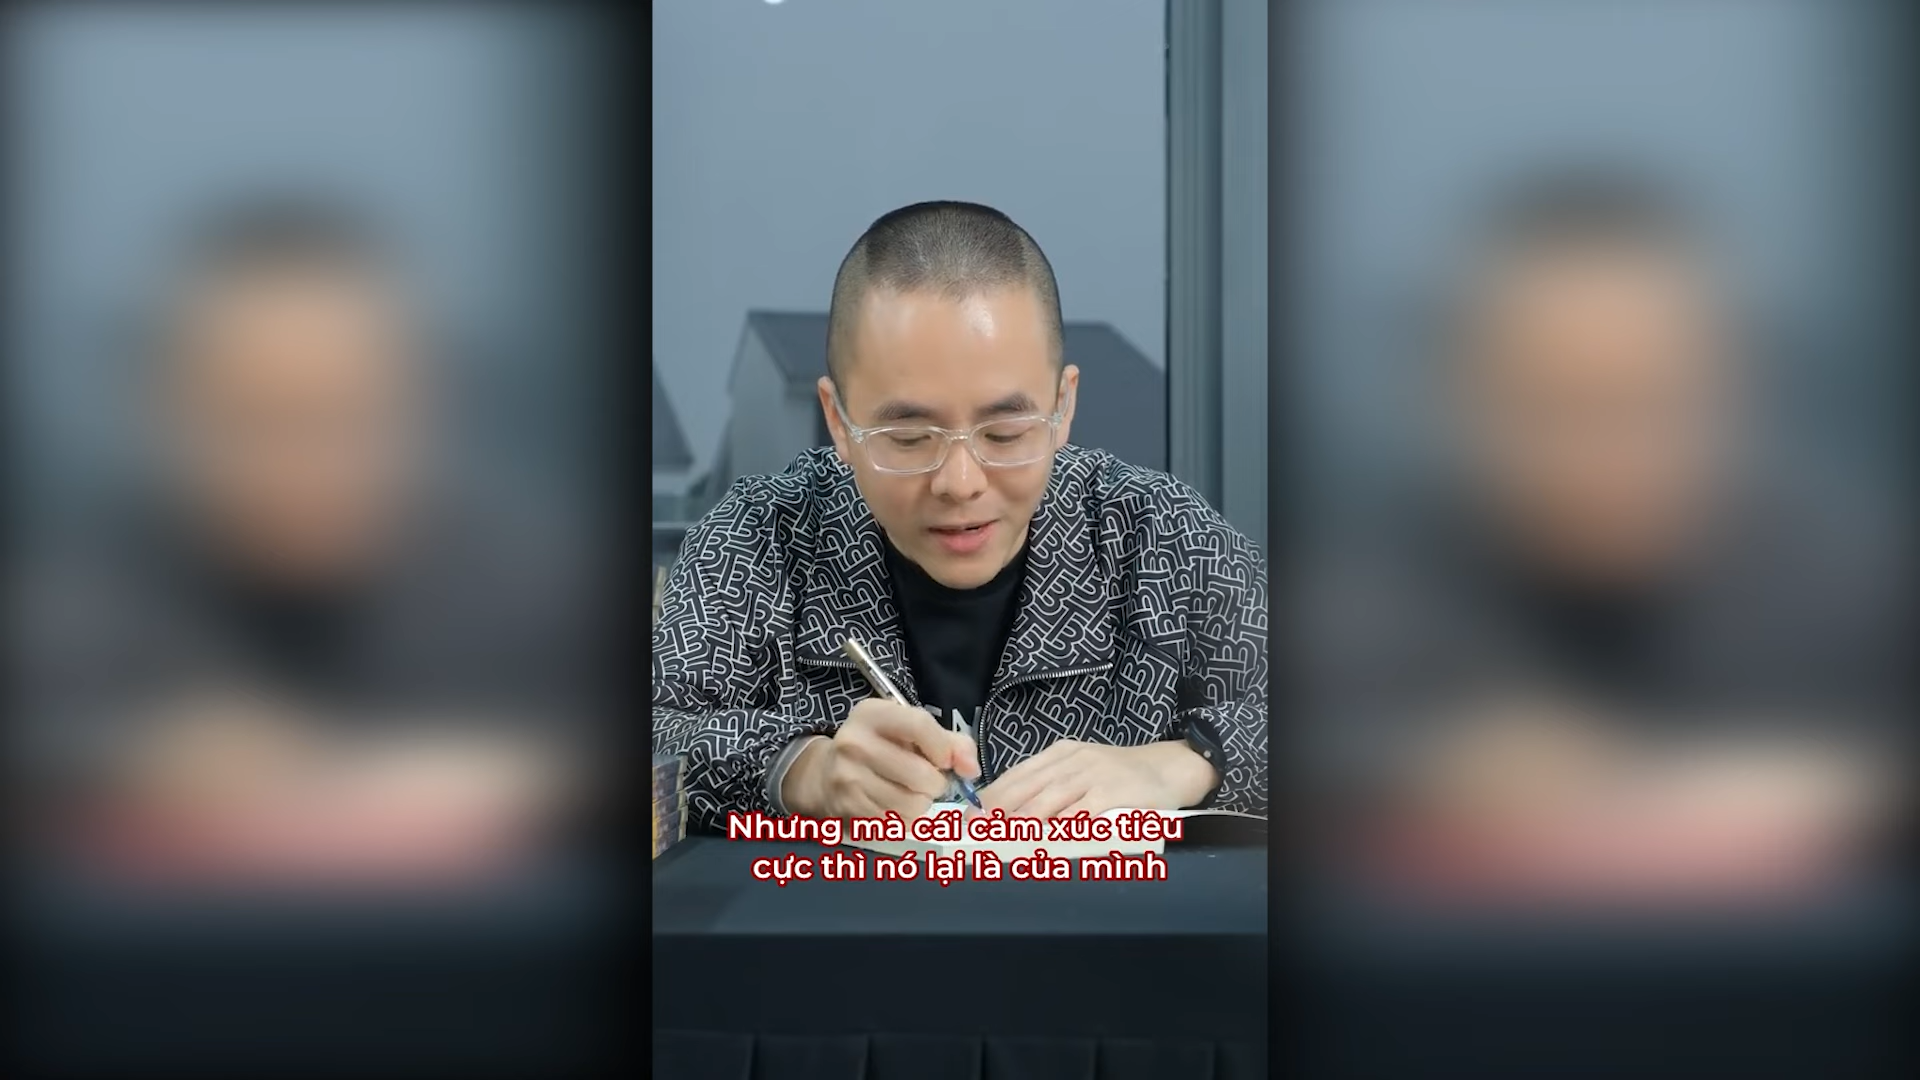 Nhưng mà cái cảm xúc tiêu
cực thì nó lại là của mình